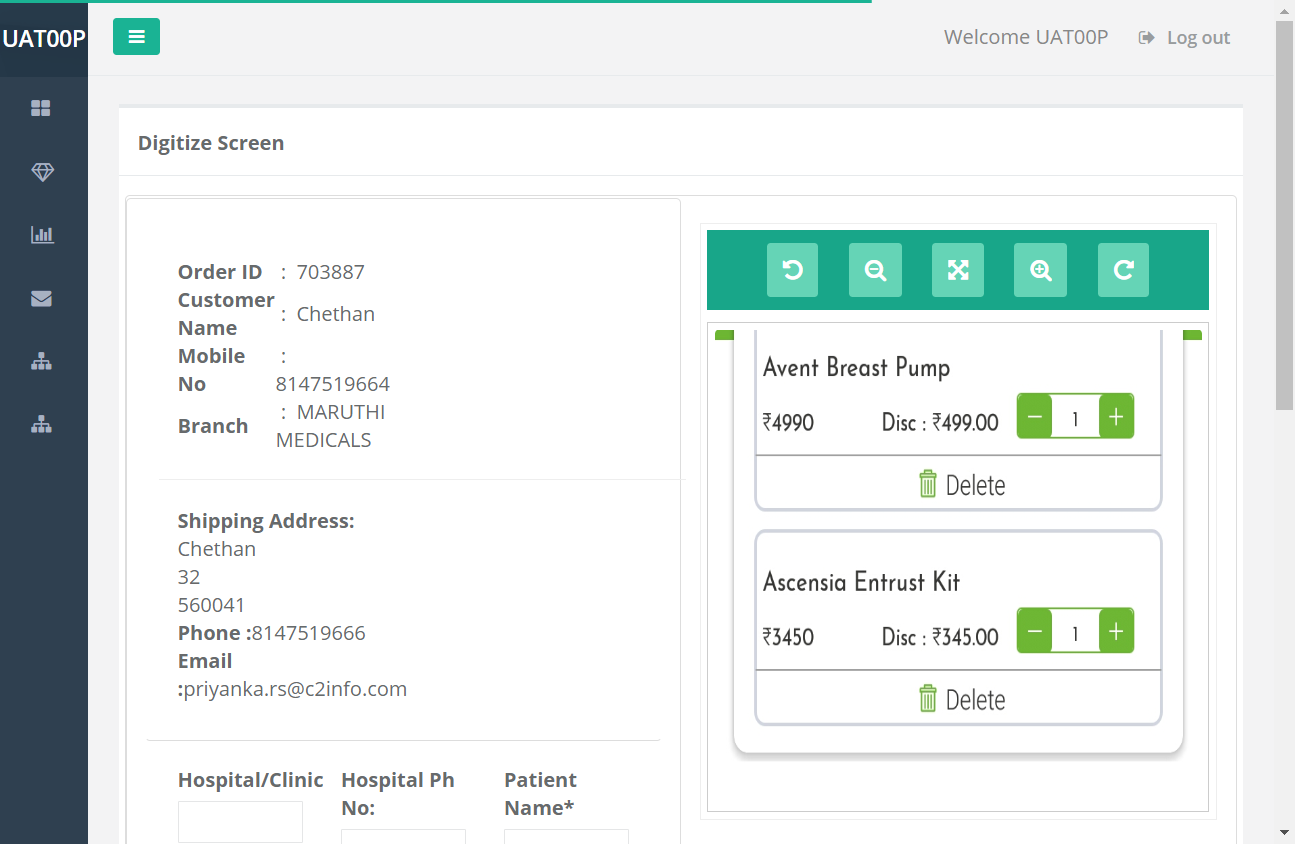 UAT00P
Welcome UAT00P
Log out
Digitize Screen
Order ID : 703887
Customer Name : Chethan
Mobile No : 8147519664
Branch : MARUTHI MEDICALS
Shipping Address:
Chethan
32
560041
Phone :8147519666
Email
:priyanka.rs@c2info.com
Hospital/Clinic
Hospital Ph No:
Patient Name*
Avent Breast Pump
₹4990 Disc : ₹499.00 − 1 +
Delete
Ascensia Entrust Kit
₹3450 Disc : ₹345.00 − 1 +
Delete